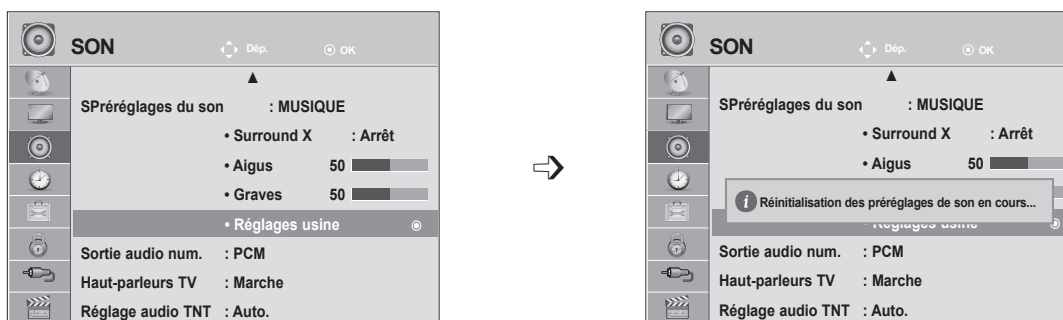 SON
Dép.
OK
SPréréglages du son : MUSIQUE
• Surround X : Arrêt
• Aigus 50
• Graves 50
• Réglages usine
Sortie audio num. : PCM
Haut-parleurs TV : Marche
Réglage audio TNT : Auto.
SON
Dép.
OK
SPréréglages du son : MUSIQUE
• Surround X : Arrêt
• Aigus 50
i Réinitialisation des préréglages de son en cours...
• Réglages usine
Sortie audio num. : PCM
Haut-parleurs TV : Marche
Réglage audio TNT : Auto.